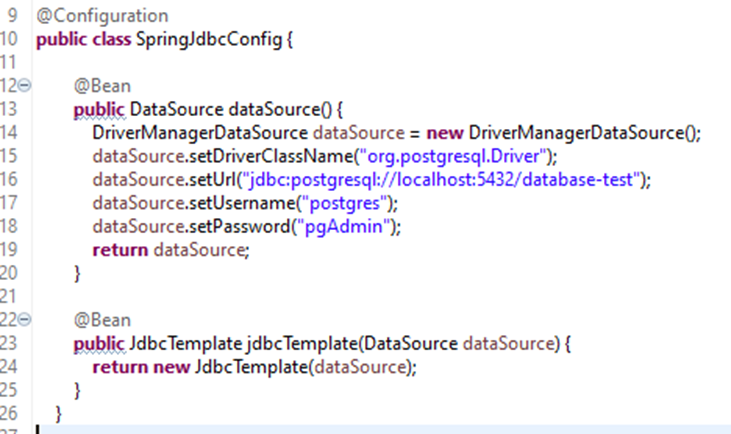 9 @Configuration
10 public class SpringJdbcConfig {
11
12 @Bean
13 public DataSource dataSource() {
14 DriverManagerDataSource dataSource = new DriverManagerDataSource();
15 dataSource.setDriverClassName("org.postgresql.Driver");
16 dataSource.setUrl("jdbc:postgresql://localhost:5432/database-test");
17 dataSource.setUsername("postgres");
18 dataSource.setPassword("pgAdmin");
19 return dataSource;
20 }
21
22 @Bean
23 public JdbcTemplate jdbcTemplate(DataSource dataSource) {
24 return new JdbcTemplate(dataSource);
25 }
26 }
27